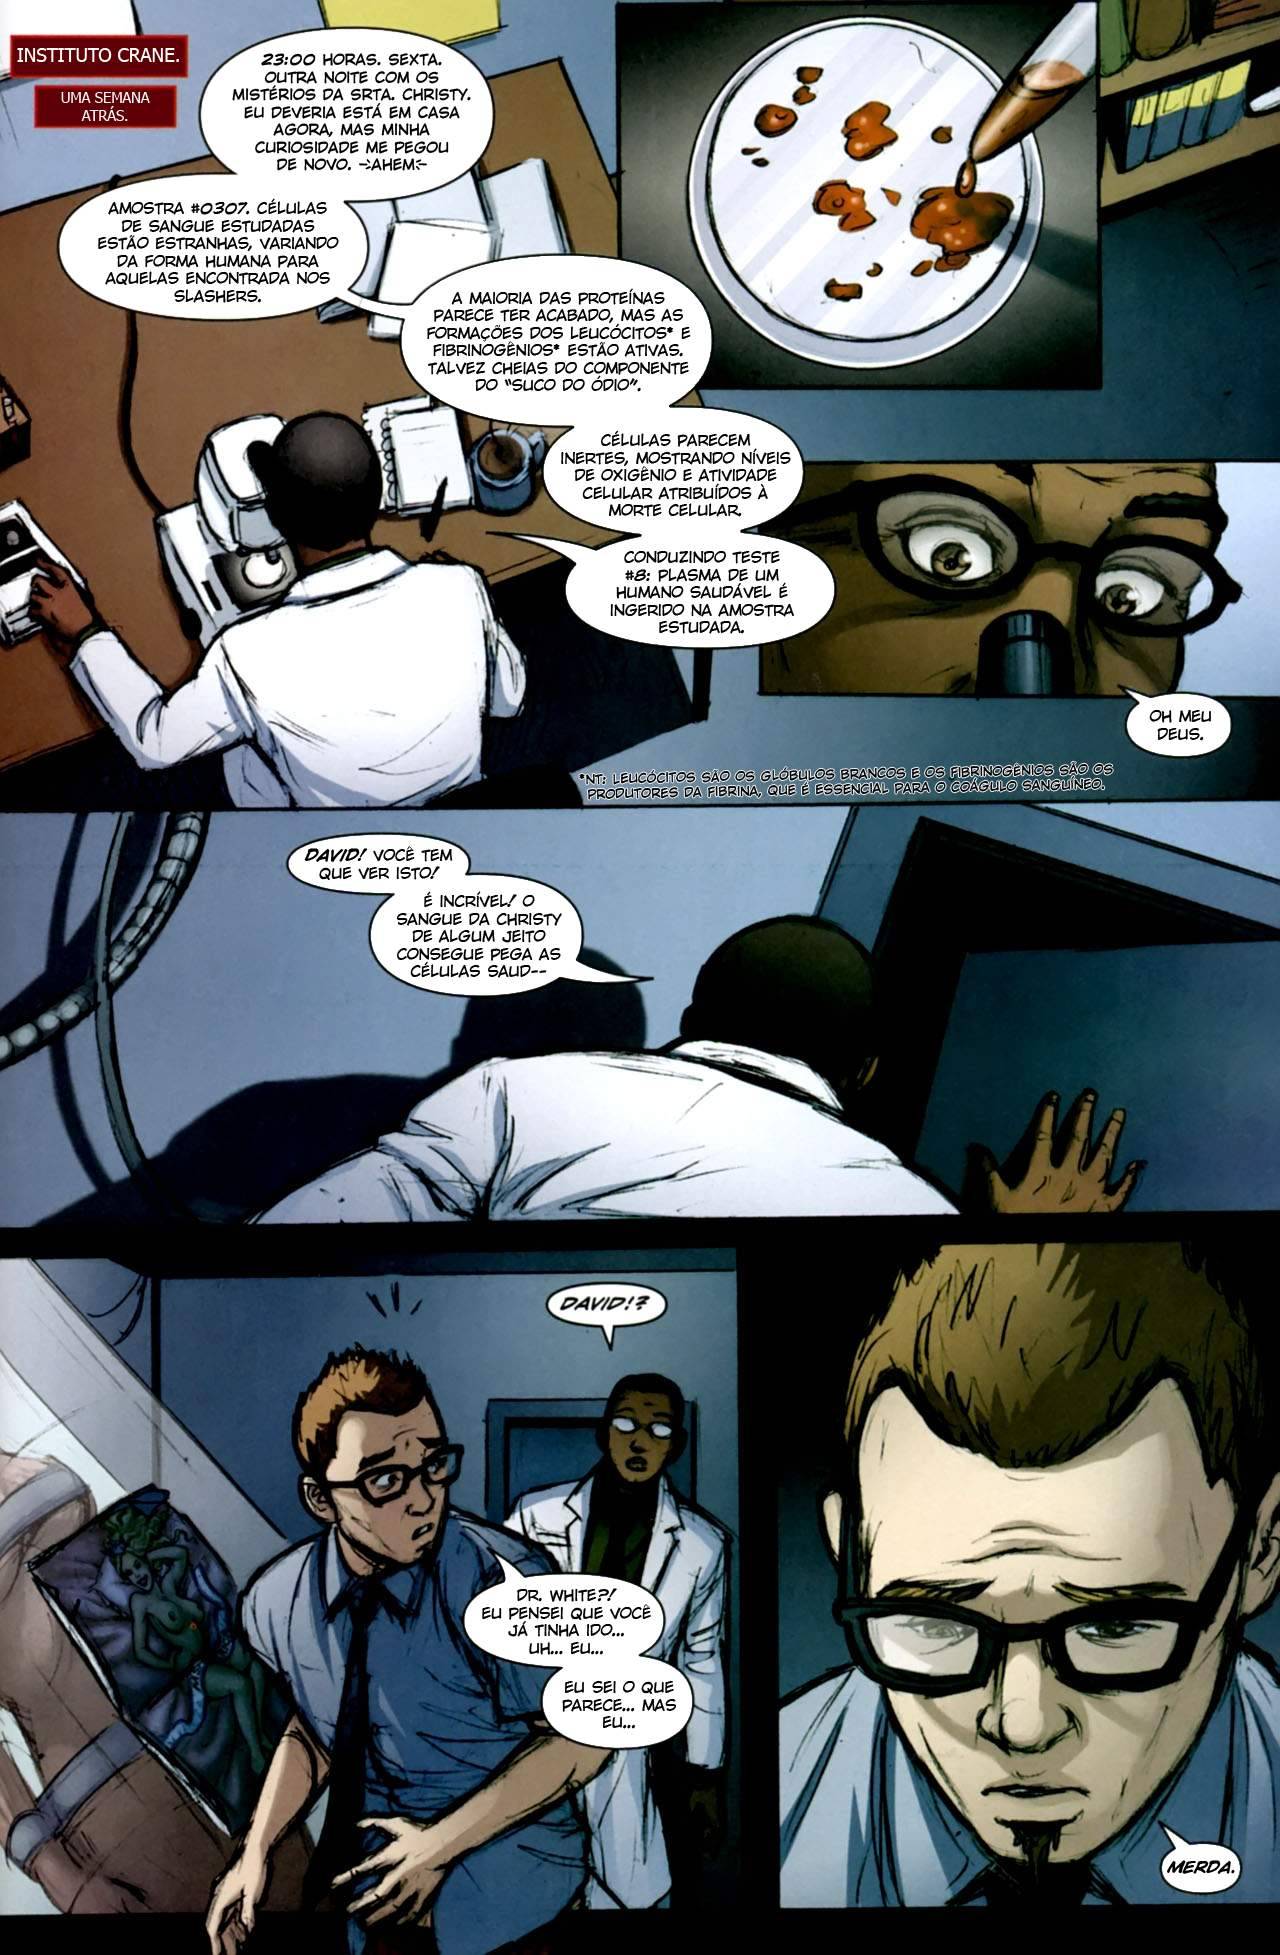 INSTITUTO CRANE.
UMA SEMANA
ATRÁS.
23:00 HORAS. SEXTA.
OUTRA NOITE COM OS
MISTÉRIOS DA SRTA. CHRISTY.
EU DEVERIA ESTÁ EM CASA
AGORA, MAS MINHA
CURIOSIDADE ME PEGOU
DE NOVO. -AHEM-
AMOSTRA #0307. CÉLULAS
DE SANGUE ESTUDADAS
ESTÃO ESTRANHAS, VARIANDO
DA FORMA HUMANA PARA
AQUELAS ENCONTRADA NOS
SLASHERS.
A MAIORIA DAS PROTEÍNAS
PARECE TER ACABADO, MAS AS
FORMAÇÕES DOS LEUCÓCITOS* E
FIBRINOGÊNIOS* ESTÃO ATIVAS.
TALVEZ CHEIAS DO COMPONENTE
DO "SUCO DO ÓDIO".
CÉLULAS PARECEM
INERTES, MOSTRANDO NÍVEIS
DE OXIGÊNIO E ATIVIDADE
CELULAR ATRIBUÍDOS À
MORTE CELULAR.
CONDUZINDO TESTE
#8: PLASMA DE UM
HUMANO SAUDÁVEL É
INGERIDO NA AMOSTRA
ESTUDADA.
OH MEU
DEUS.
*NT: LEUCÓCITOS SÃO OS GLÓBULOS BRANCOS E OS FIBRINOGÊNIOS SÃO OS
PRODUTORES DA FIBRINA, QUE É ESSENCIAL PARA O COÁGULO SANGUÍNEO.
DAVID! VOCÊ TEM
QUE VER ISTO!
É INCRÍVEL! O
SANGUE DA CHRISTY
DE ALGUM JEITO
CONSEGUE PEGA AS
CÉLULAS SAUD--
DAVID!?
DR. WHITE?!
EU PENSEI QUE VOCÊ
JÁ TINHA IDO...
UH... EU...
EU SEI O QUE
PARECE... MAS
EU...
MERDA.